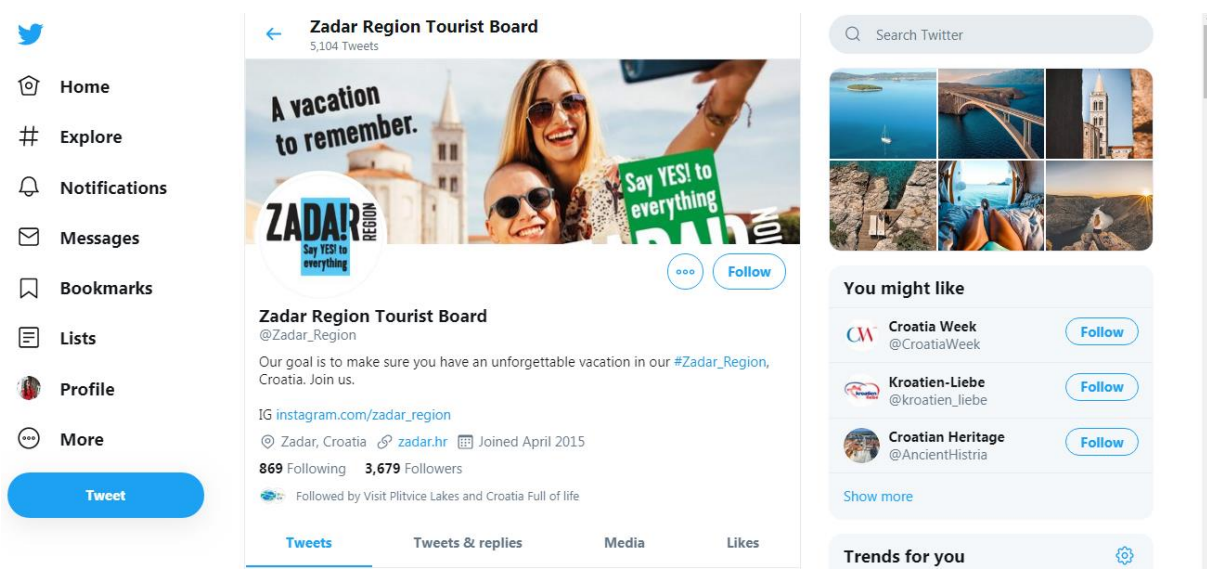 Home
Explore
Notifications
Messages
Bookmarks
Lists
Profile
More
Tweet
Zadar Region Tourist Board
5,104 Tweets
A vacation
to remember.
Say YES! to
everything
ZADA!R
REGION
Say YES! to
everything
Follow
Zadar Region Tourist Board
@Zadar_Region
Our goal is to make sure you have an unforgettable vacation in our #Zadar_Region,
Croatia. Join us.
IG instagram.com/zadar_region
Zadar, Croatia zadar.hr Joined April 2015
869 Following 3,679 Followers
Followed by Visit Plitvice Lakes and Croatia Full of life
Tweets Tweets & replies Media Likes
Search Twitter
You might like
CW
Croatia Week
@CroatiaWeek
Follow
Kroatien-Liebe
@kroatien_liebe
Follow
Croatian Heritage
@AncientHistria
Follow
Show more
Trends for you